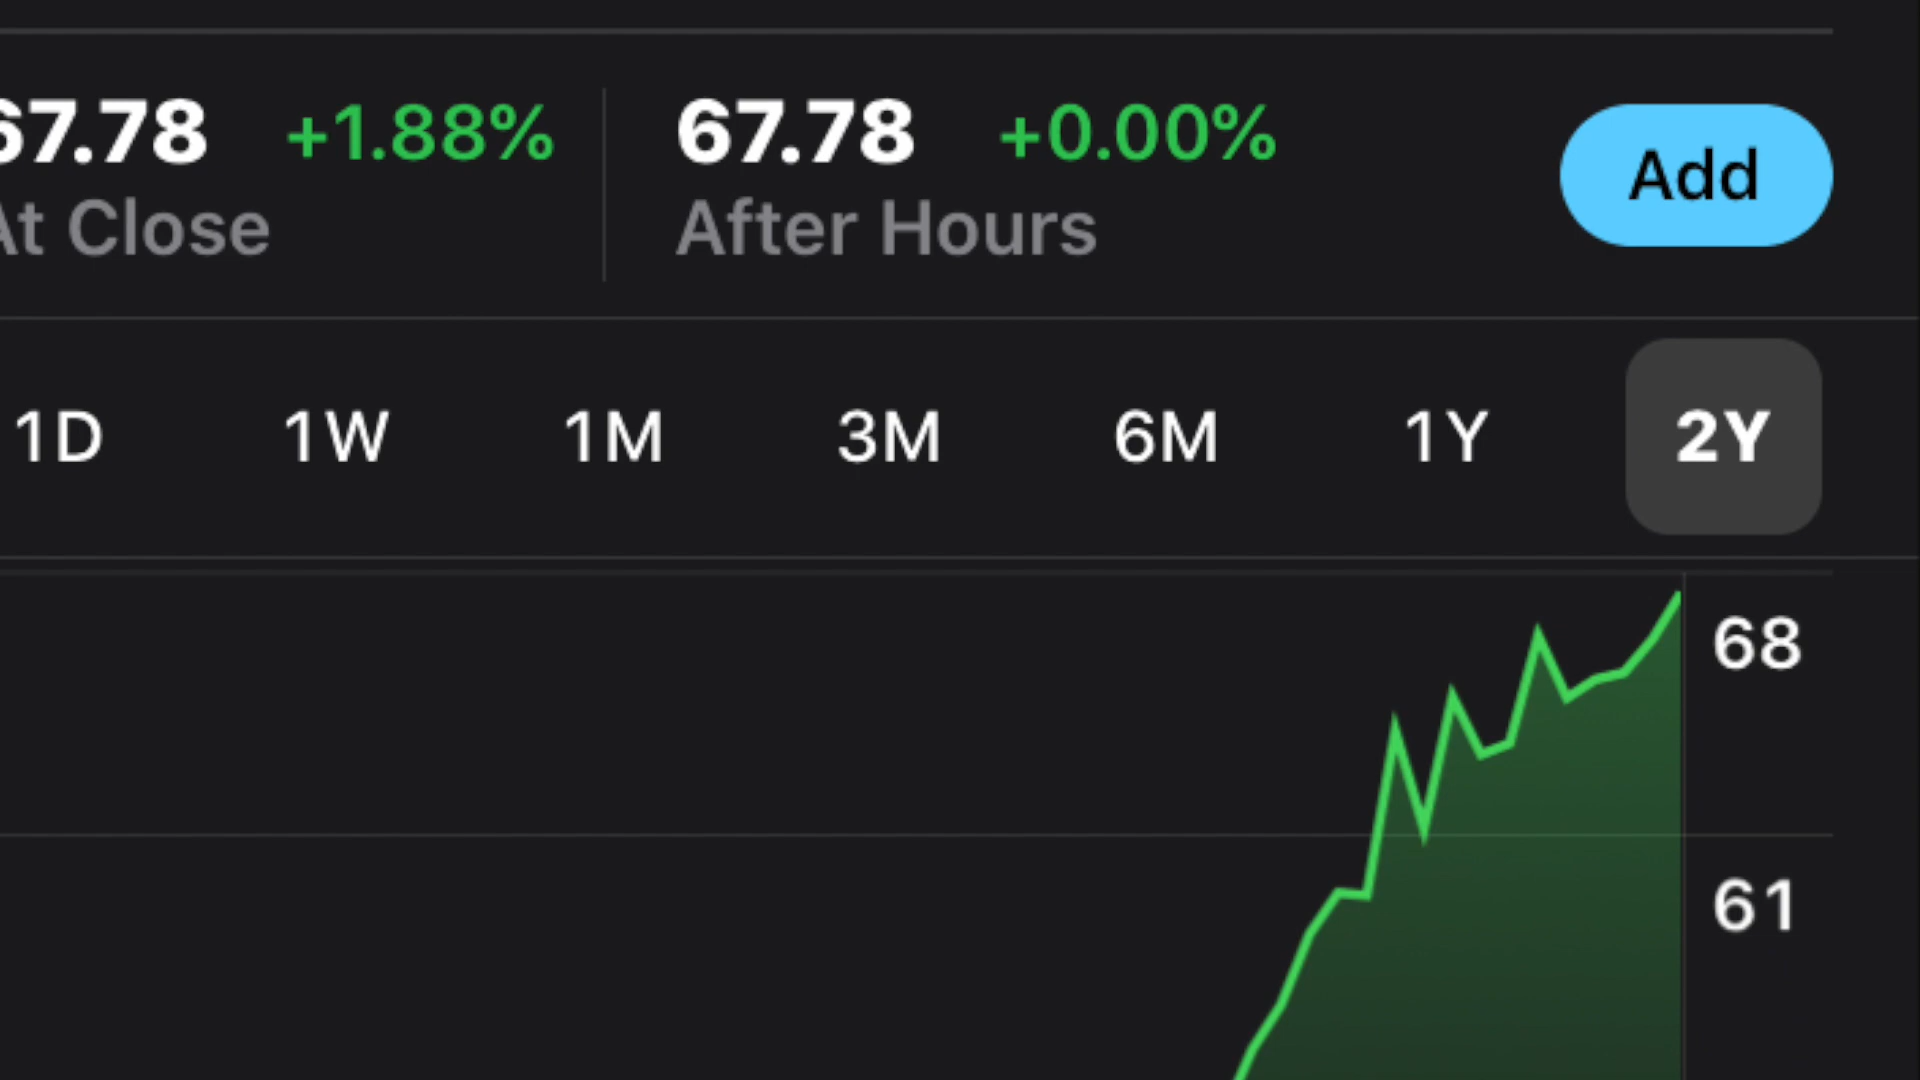 67.78 +1.88% 67.78 +0.00% Add
At Close After Hours
1D 1W 1M 3M 6M 1Y 2Y
68
61